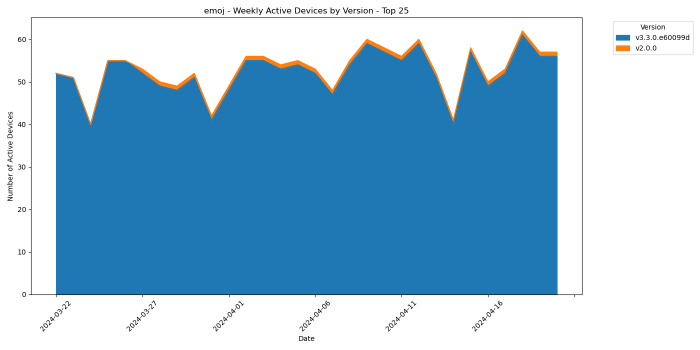 emoj - Weekly Active Devices by Version - Top 25
Version
v3.3.0.e60099d
v2.0.0
Number of Active Devices
60
50
40
30
20
10
0
2024-03-22
2024-03-27
2024-04-01
2024-04-06
2024-04-11
2024-04-16
Date